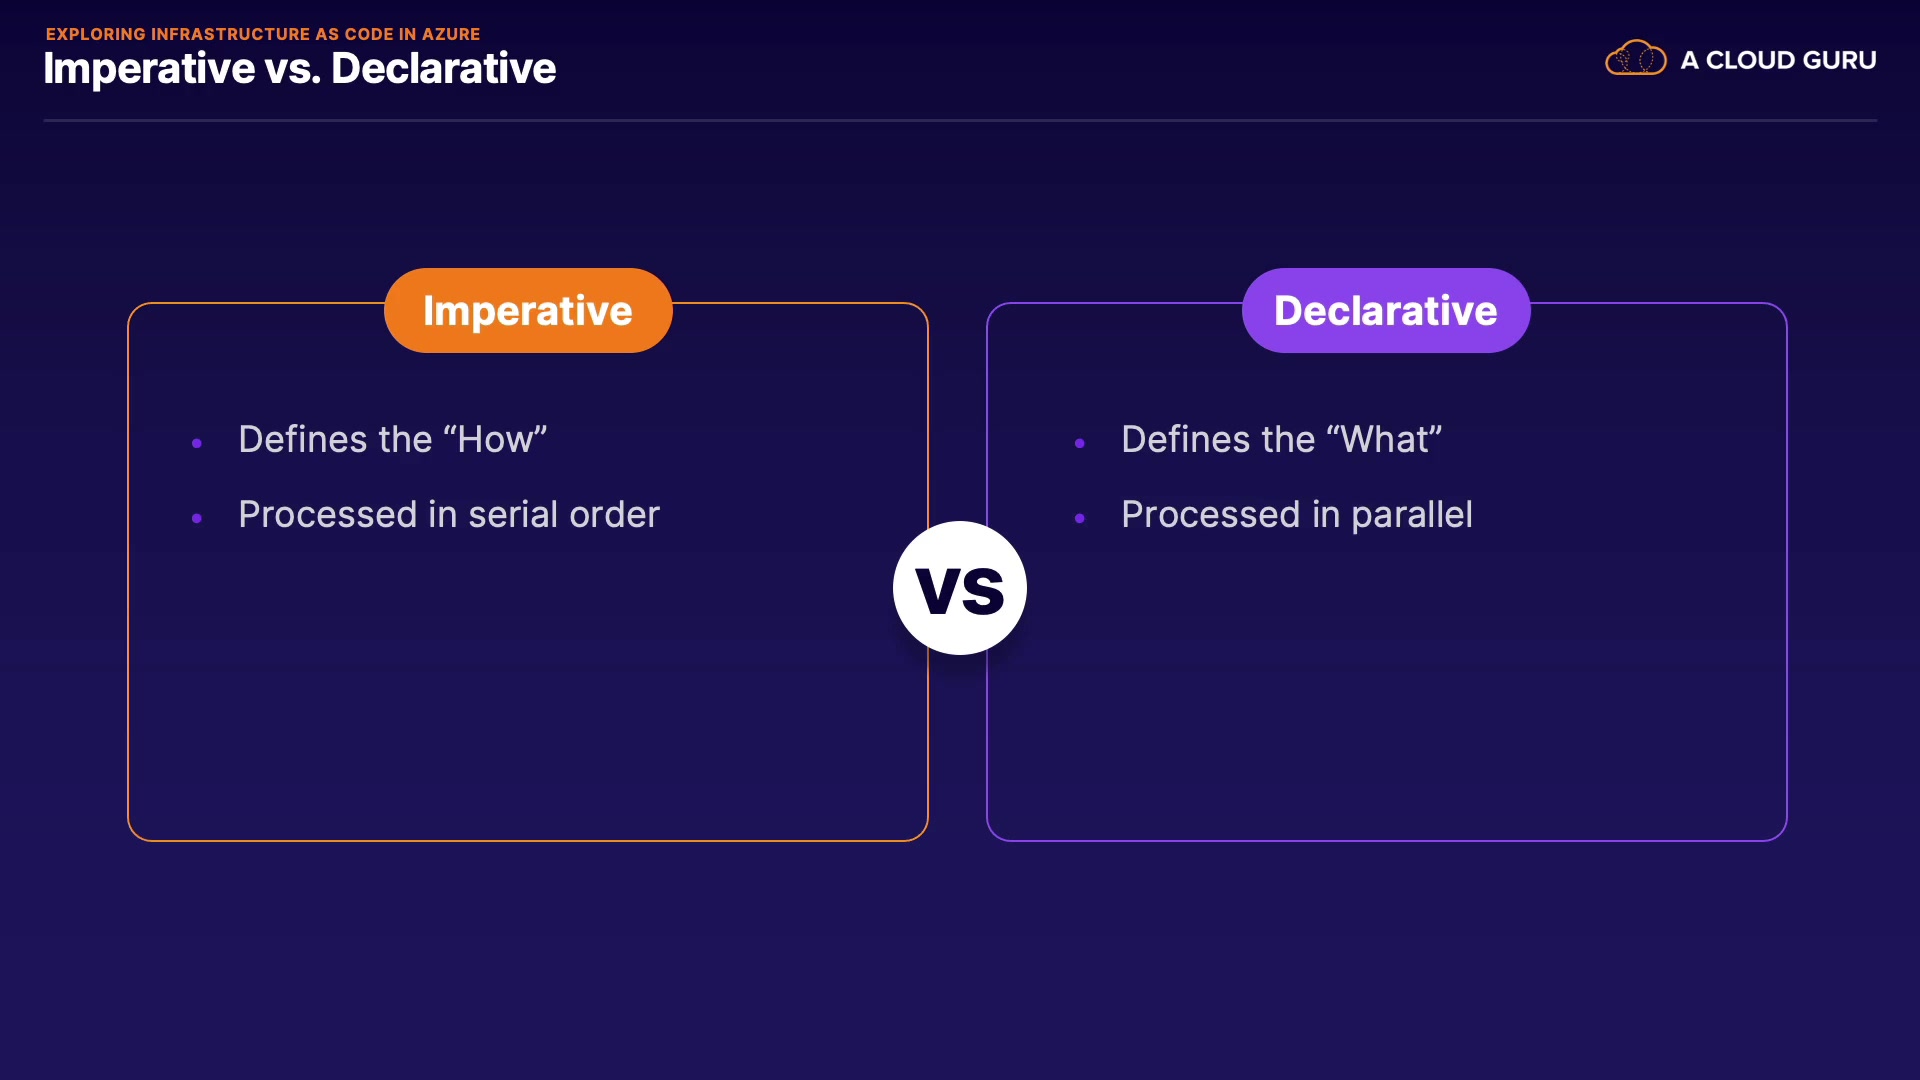 EXPLORING INFRASTRUCTURE AS CODE IN AZURE
Imperative vs. Declarative
A CLOUD GURU
Imperative
• Defines the “How”
• Processed in serial order
VS
Declarative
• Defines the “What”
• Processed in parallel